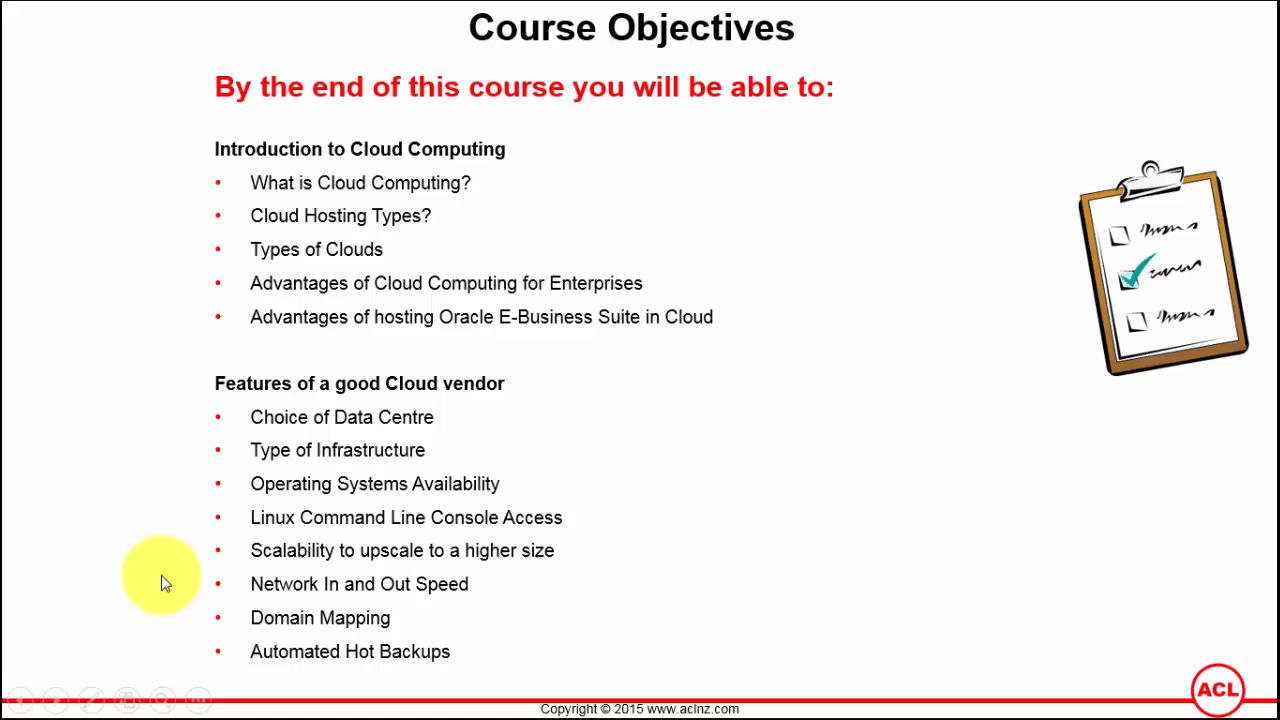 Course Objectives
By the end of this course you will be able to:
Introduction to Cloud Computing
• What is Cloud Computing?
• Cloud Hosting Types?
• Types of Clouds
• Advantages of Cloud Computing for Enterprises
• Advantages of hosting Oracle E-Business Suite in Cloud
Features of a good Cloud vendor
• Choice of Data Centre
• Type of Infrastructure
• Operating Systems Availability
• Linux Command Line Console Access
• Scalability to upscale to a higher size
• Network In and Out Speed
• Domain Mapping
• Automated Hot Backups
ACL
Copyright © 2015 www.aclnz.com